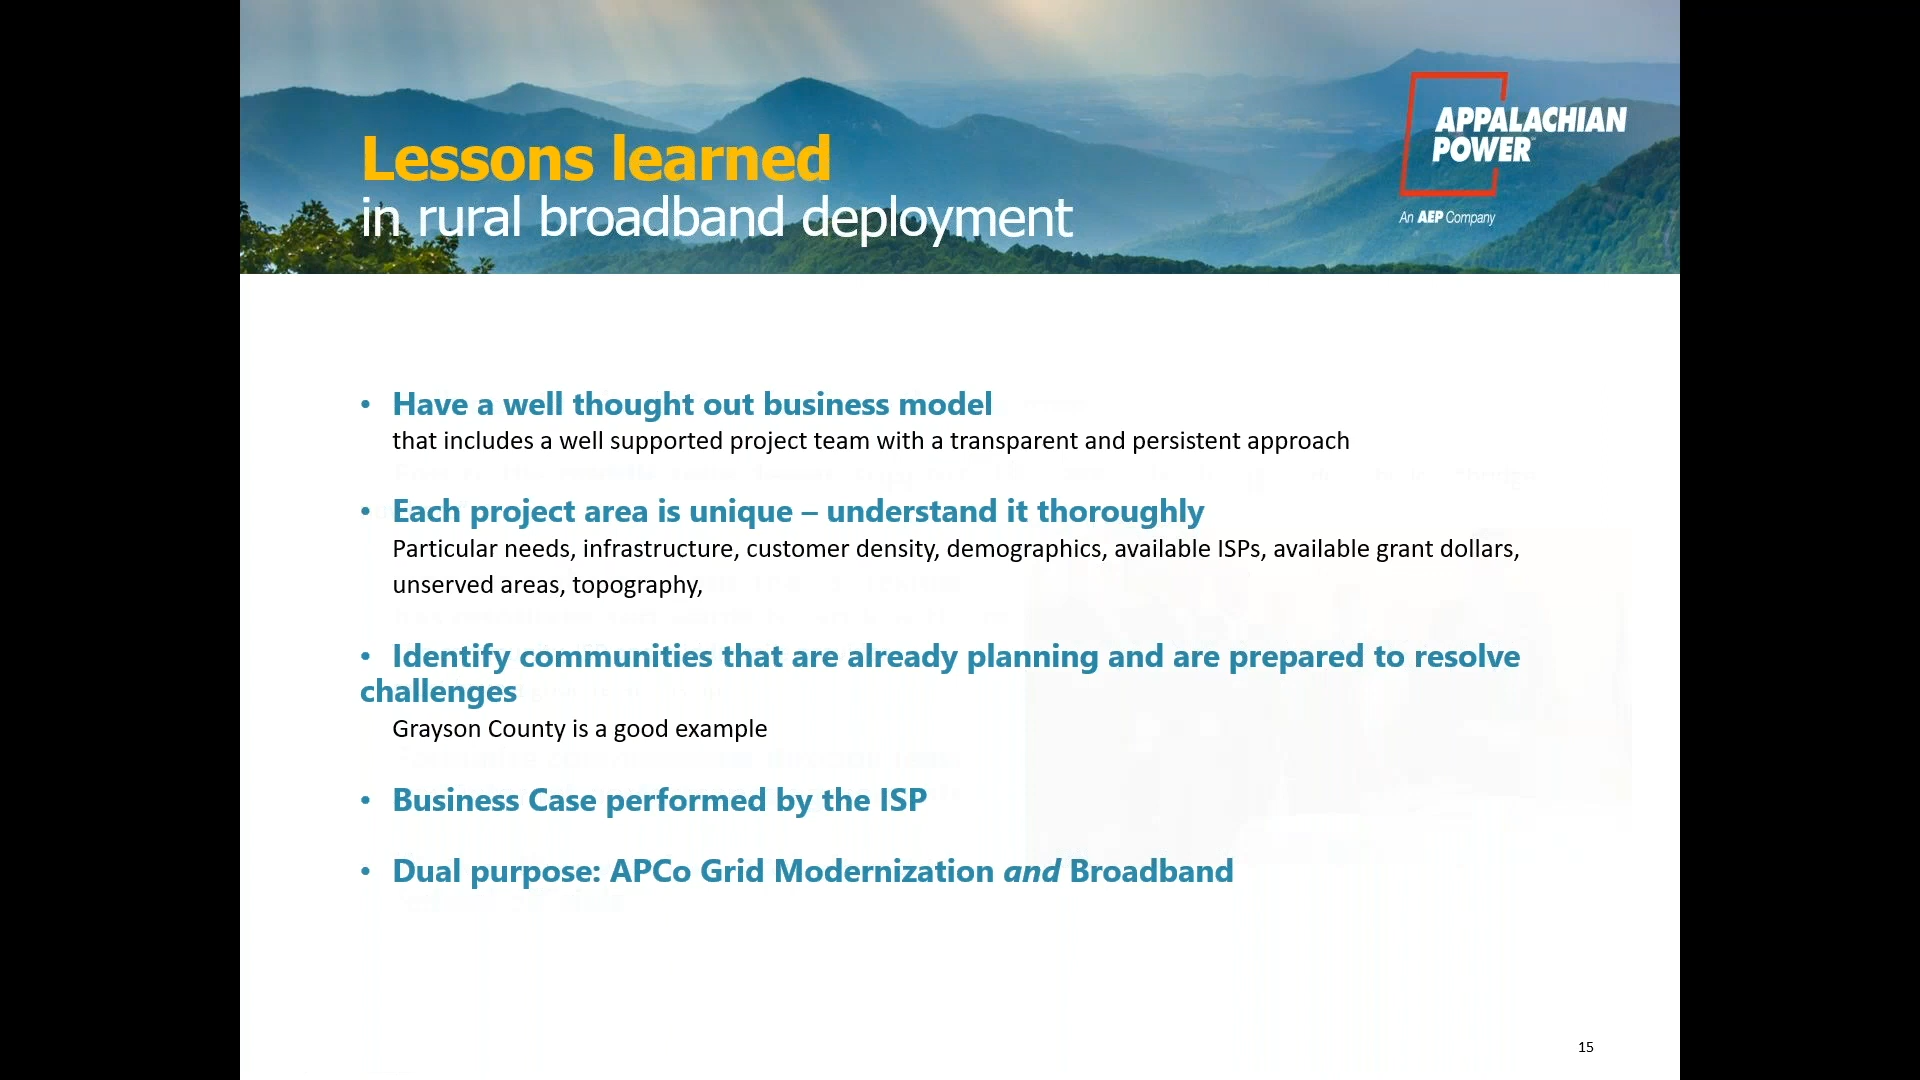 Lessons learned
in rural broadband deployment
APPALACHIAN
POWER
An AEP Company
• Have a well thought out business model
that includes a well supported project team with a transparent and persistent approach
• Each project area is unique – understand it thoroughly
Particular needs, infrastructure, customer density, demographics, available ISPs, available grant dollars,
unserved areas, topography,
• Identify communities that are already planning and are prepared to resolve
challenges
Grayson County is a good example
• Business Case performed by the ISP
• Dual purpose: APCo Grid Modernization and Broadband
15